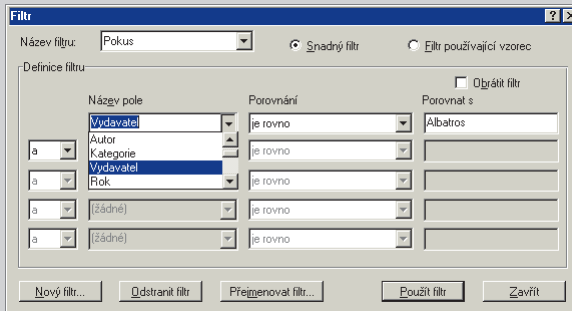 Filtr
Název filtru: Pokus Snadný filtr Filtr používající vzorec
Definice filtru
Obrátit filtr
Název pole Porovnání Porovnat s
Vydavatel je rovno Albatros
Autor
a Kategorie je rovno
Vydavatel
a Rok je rovno
a (žádné) je rovno
a (žádné) je rovno
Nový filtr... Odstranit filtr Přejmenovat filtr... Použít filtr Zavřít